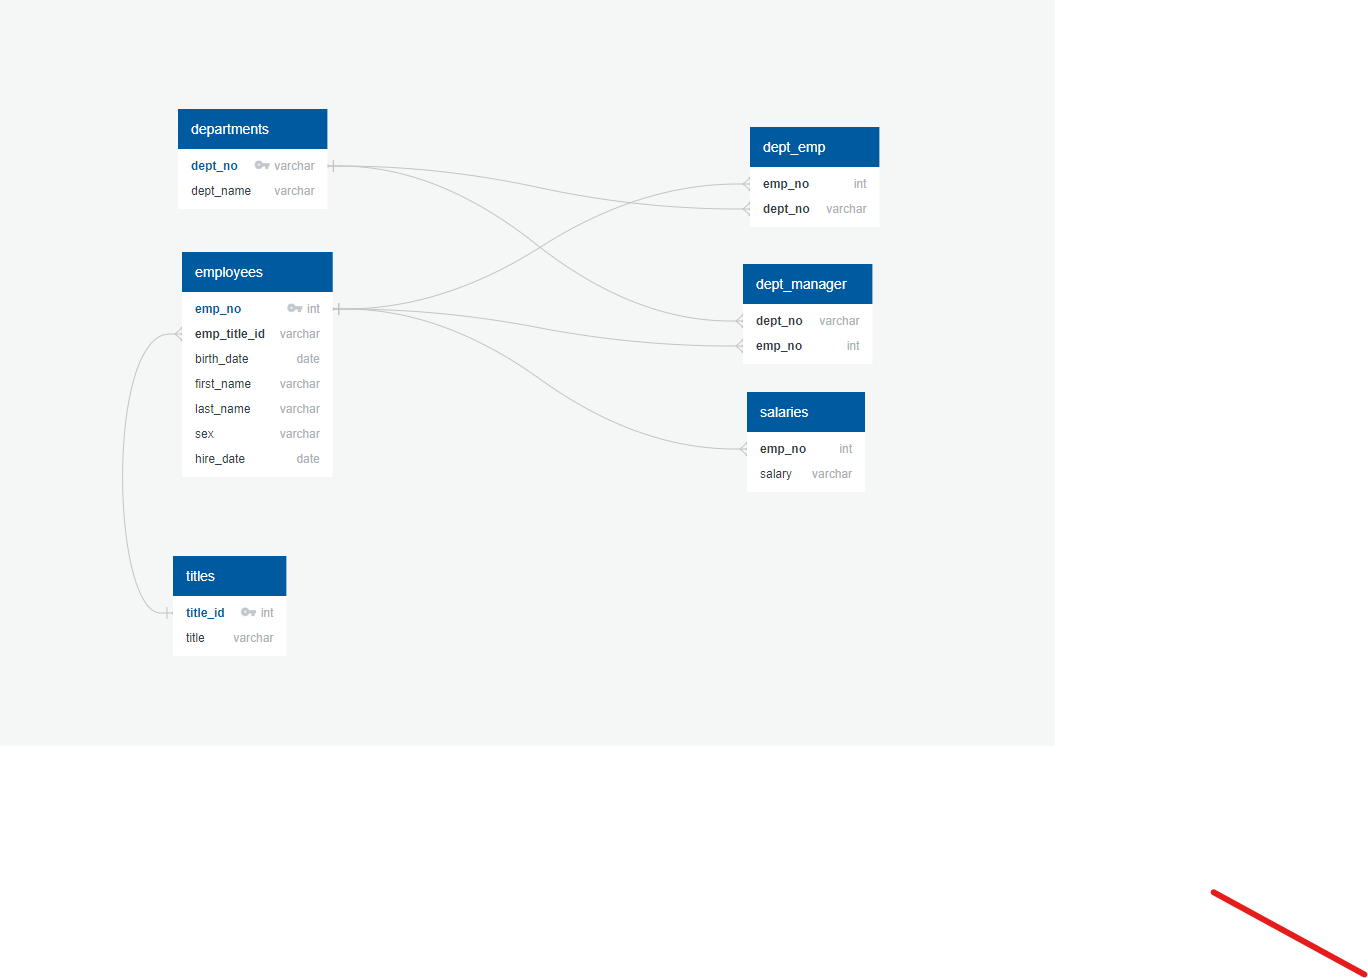 departments
dept_no varchar
dept_name varchar
employees
emp_no int
emp_title_id varchar
birth_date date
first_name varchar
last_name varchar
sex varchar
hire_date date
titles
title_id int
title varchar
dept_emp
emp_no int
dept_no varchar
dept_manager
dept_no varchar
emp_no int
salaries
emp_no int
salary varchar